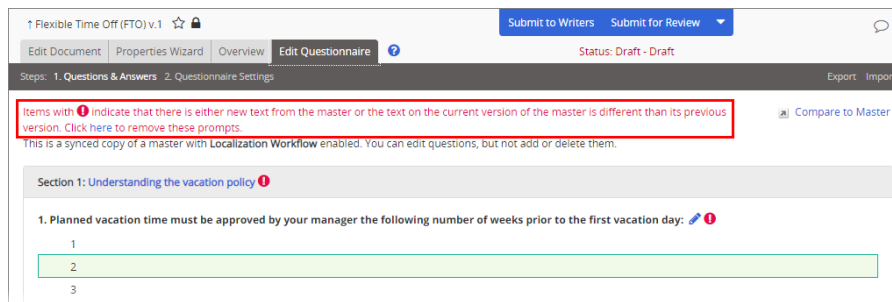 ↑ Flexible Time Off (FTO) v.1
Submit to Writers Submit for Review
Edit Document Properties Wizard Overview Edit Questionnaire ?
Status: Draft - Draft
Steps: 1. Questions & Answers 2. Questionnaire Settings
Export
Items with ! indicate that there is either new text from the master or the text on the current version of the master is different than its previous
version. Click here to remove these prompts.
Compare to Master
This is a synced copy of a master with Localization Workflow enabled. You can edit questions, but not add or delete them.
Section 1: Understanding the vacation policy !
1. Planned vacation time must be approved by your manager the following number of weeks prior to the first vacation day: !
1
2
3